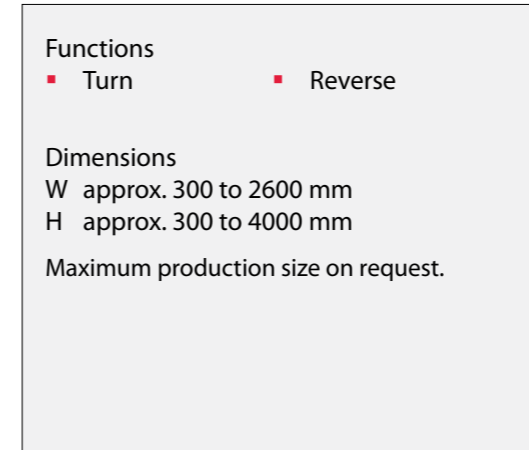 Functions
▪ Turn ▪ Reverse
Dimensions
W approx. 300 to 2600 mm
H approx. 300 to 4000 mm
Maximum production size on request.